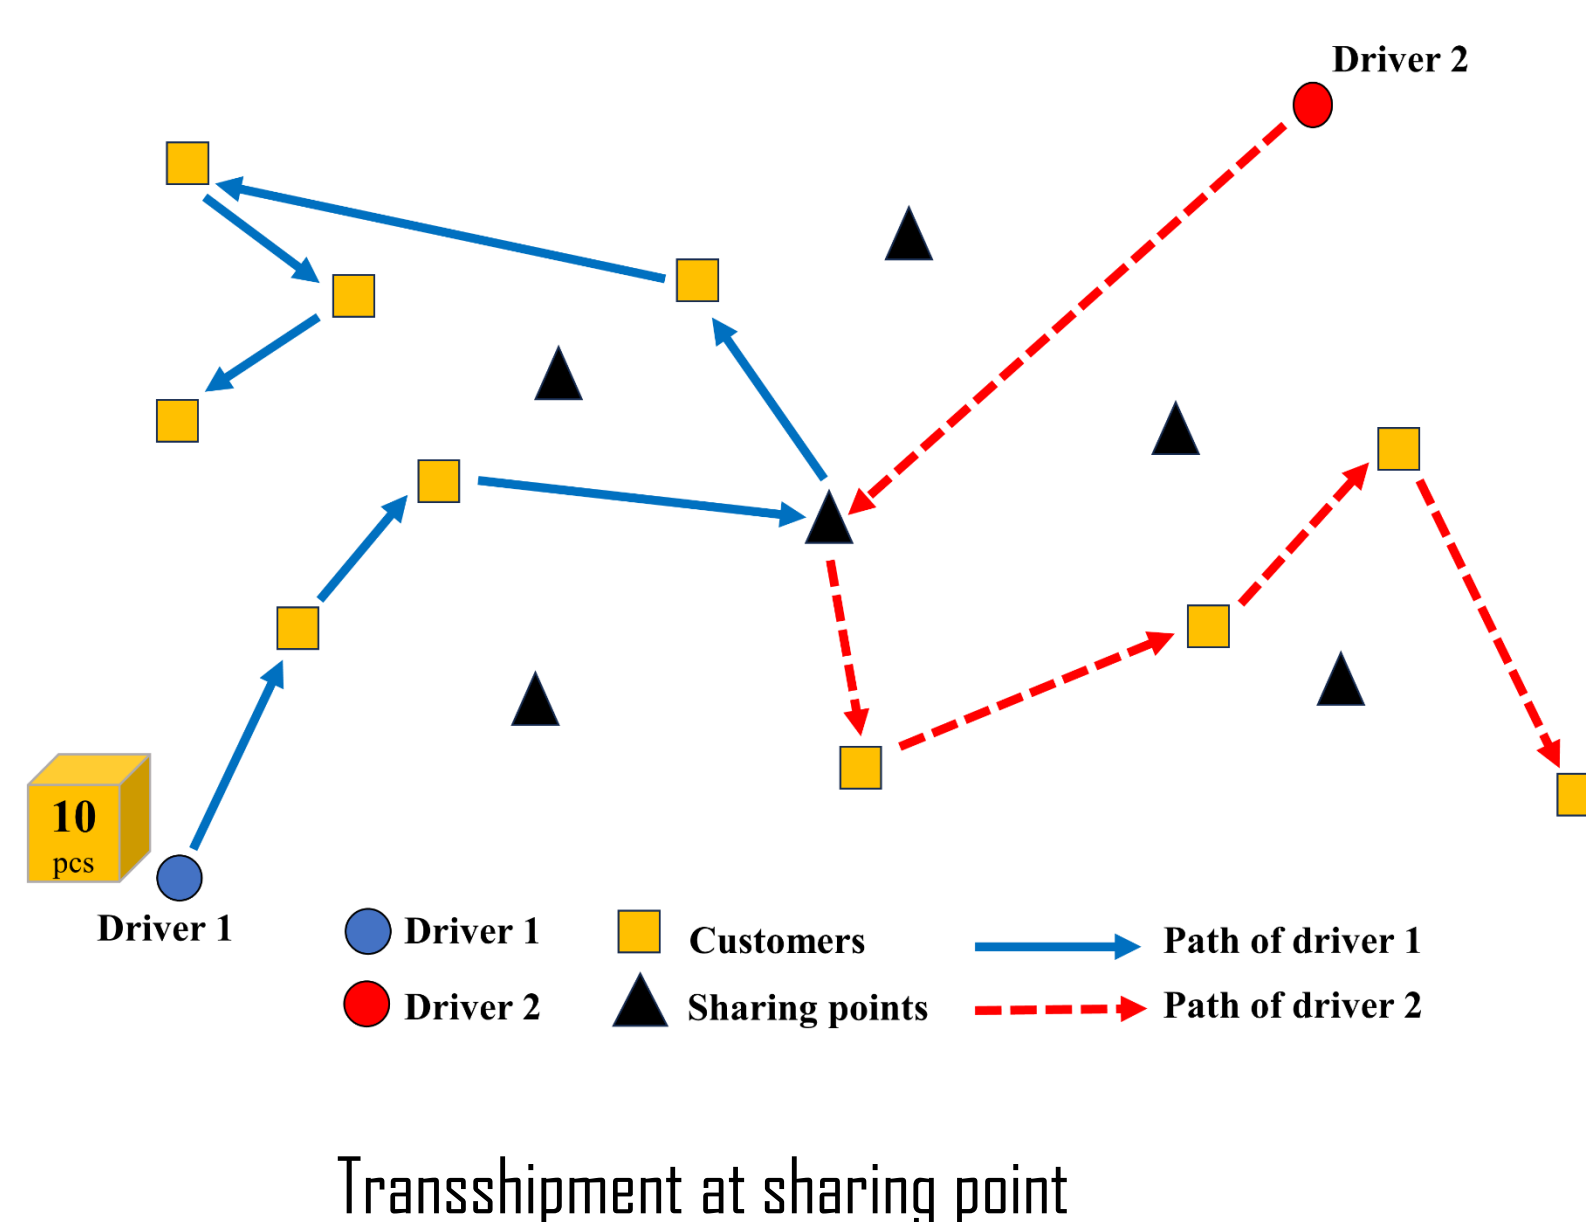 Driver 2
10
pcs
Driver 1
Driver 1
Customers
Path of driver 1
Driver 2
Sharing points
Path of driver 2
Transshipment at sharing point